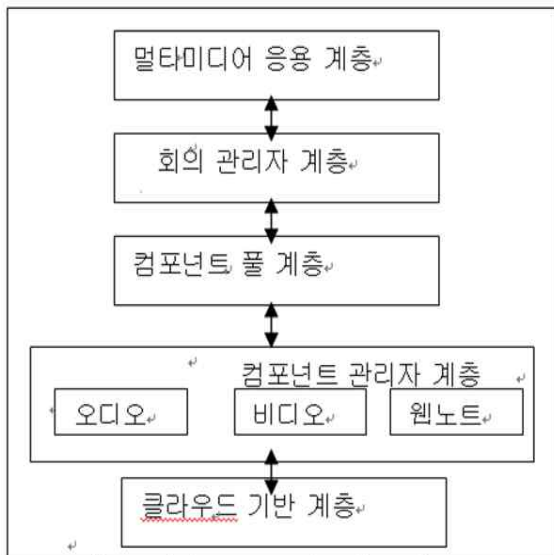 멀타미디어 응용 계층
회의 관리자 계층
컴포넌트 풀 계층
컴포넌트 관리자 계층
오디오 비디오 웹노트
클라우드 기반 계층